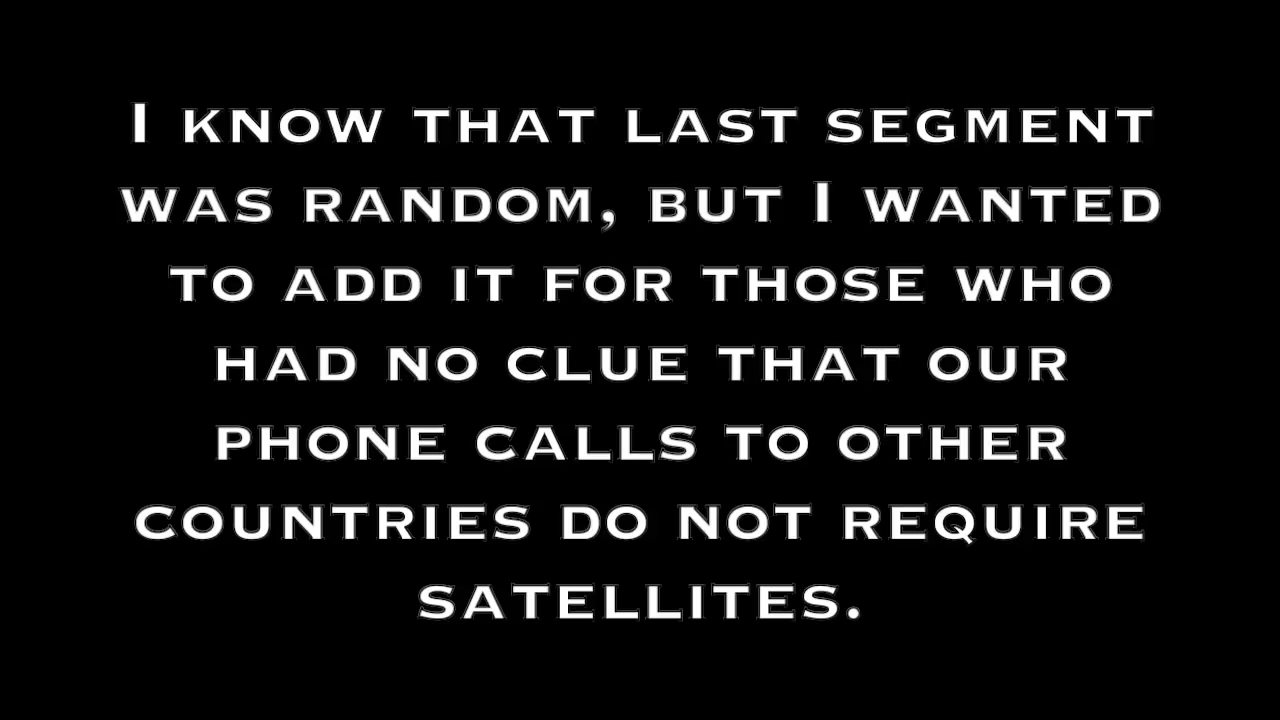 I KNOW THAT LAST SEGMENT
WAS RANDOM, BUT I WANTED
TO ADD IT FOR THOSE WHO
HAD NO CLUE THAT OUR
PHONE CALLS TO OTHER
COUNTRIES DO NOT REQUIRE
SATELLITES.